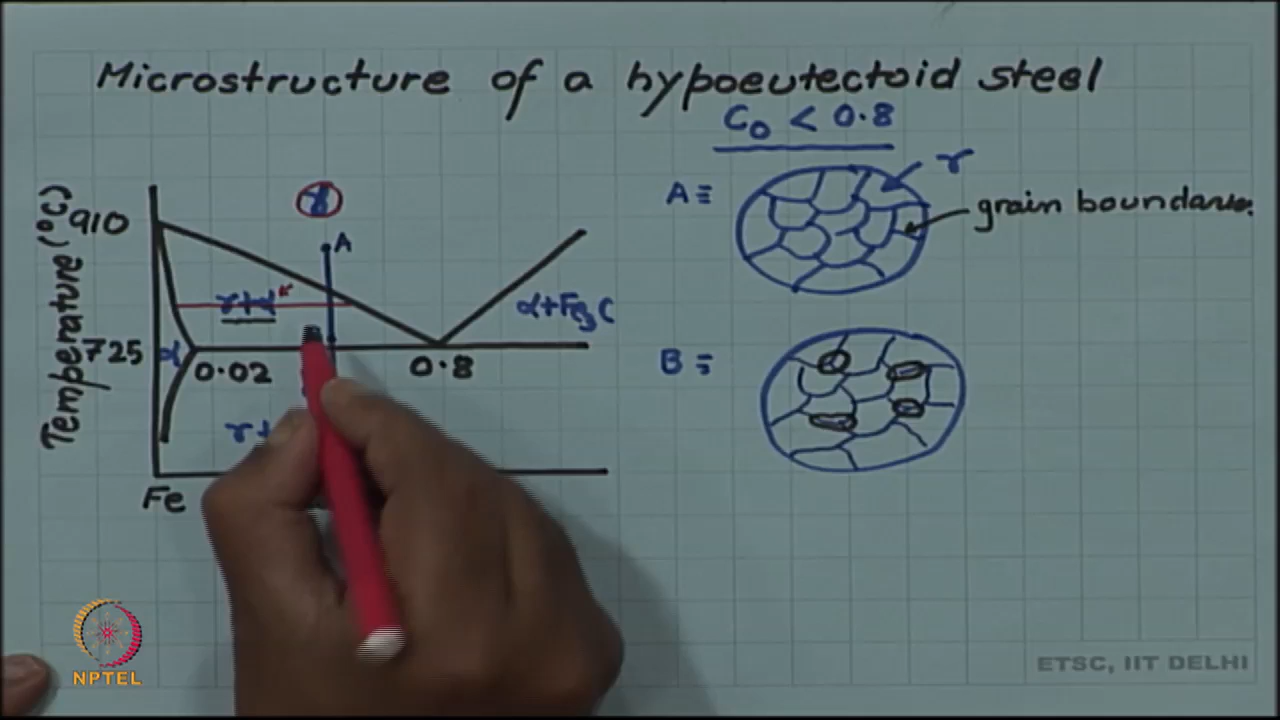 Microstructure of a hypoeutectoid steel
C₀ < 0.8
γ
A ≡
grain boundaries
γ
A
910
Temperature (°C)
γ+α
α+Fe₃C
725
α
0.02
0.8
B ≡
γ+
Fe
NPTEL
ETSC, IIT DELHI